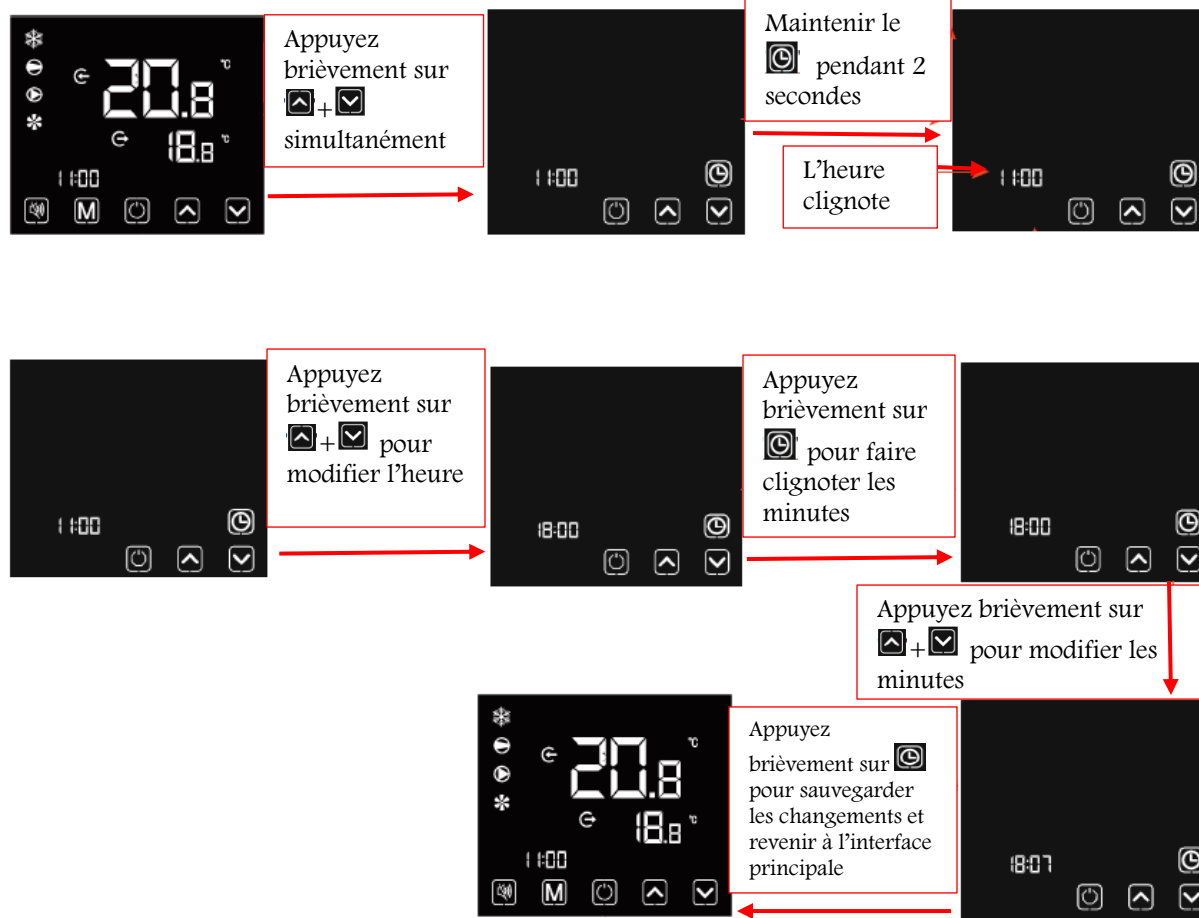 20.8 °C
18.8 °C
11:00
M
Appuyez
brièvement sur
+
simultanément
11:00
Maintenir le
pendant 2
secondes
L'heure
clignote
11:00
11:00
Appuyez
brièvement sur
+ pour
modifier l'heure
18:00
Appuyez
brièvement sur
pour faire
clignoter les
minutes
18:00
Appuyez brièvement sur
+ pour modifier les
minutes
18:07
Appuyez
brièvement sur
pour sauvegarder
les changements et
revenir à l'interface
principale
20.8 °C
18.8 °C
11:00
M